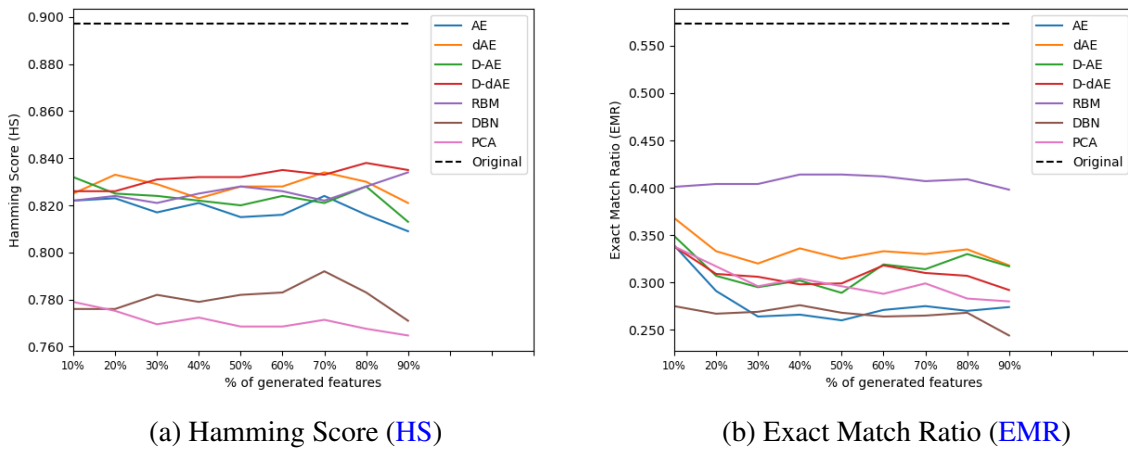 0.900
0.880
0.860
0.840
0.820
0.800
0.780
0.760
Hamming Score (HS)
10% 20% 30% 40% 50% 60% 70% 80% 90%
% of generated features
AE
dAE
D-AE
D-dAE
RBM
DBN
PCA
Original
(a) Hamming Score (HS)
0.550
0.500
0.450
0.400
0.350
0.300
0.250
Exact Match Ratio (EMR)
10% 20% 30% 40% 50% 60% 70% 80% 90%
% of generated features
AE
dAE
D-AE
D-dAE
RBM
DBN
PCA
Original
(b) Exact Match Ratio (EMR)